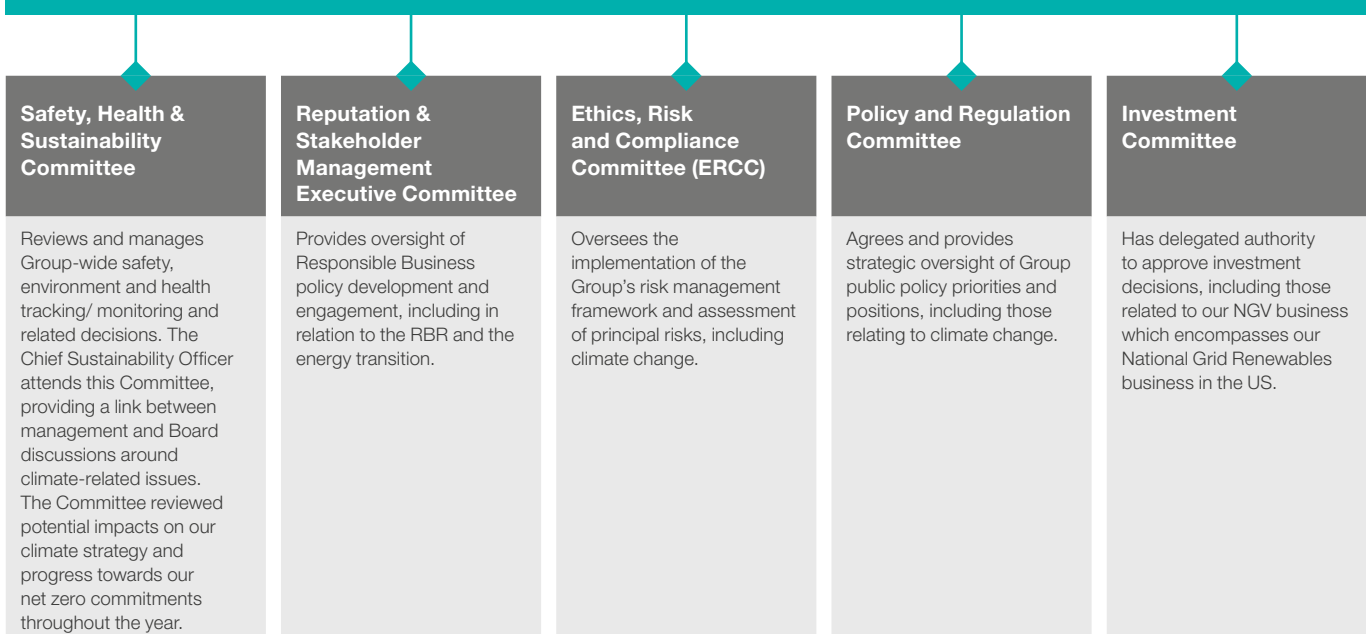 Safety, Health &
Sustainability
Committee
Reviews and manages
Group-wide safety,
environment and health
tracking/ monitoring and
related decisions. The
Chief Sustainability Officer
attends this Committee,
providing a link between
management and Board
discussions around
climate-related issues.
The Committee reviewed
potential impacts on our
climate strategy and
progress towards our
net zero commitments
throughout the year.
Reputation &
Stakeholder
Management
Executive Committee
Provides oversight of
Responsible Business
policy development and
engagement, including in
relation to the RBR and the
energy transition.
Ethics, Risk
and Compliance
Committee (ERCC)
Oversees the
implementation of the
Group's risk management
framework and assessment
of principal risks, including
climate change.
Policy and Regulation
Committee
Agrees and provides
strategic oversight of Group
public policy priorities and
positions, including those
relating to climate change.
Investment
Committee
Has delegated authority
to approve investment
decisions, including those
related to our NGV business
which encompasses our
National Grid Renewables
business in the US.